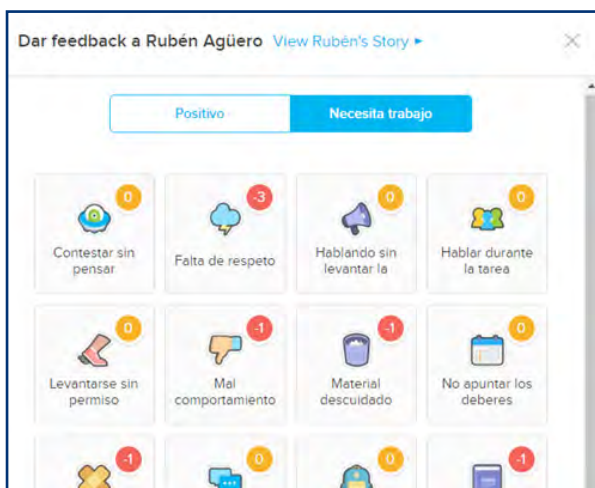 Dar feedback a Rubén Agüero View Rubén's Story ▸
Positivo Necesita trabajo
0 -3 0 0
Contestar sin pensar
Falta de respeto
Hablando sin levantar la
Hablar durante la tarea
0 -1 -1 0
Levantarse sin permiso
Mal comportamiento
Material descuidado
No apuntar los deberes
-1 0 0 -1